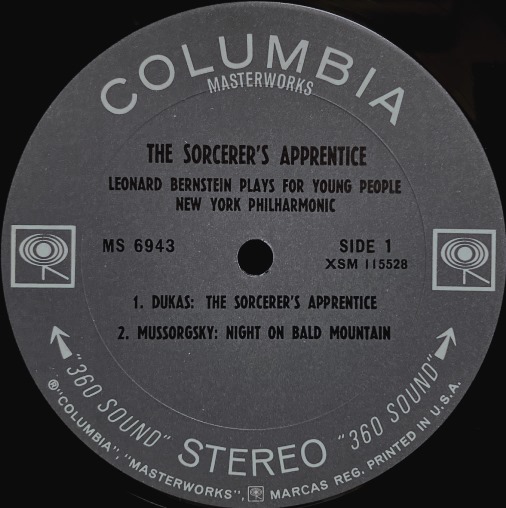 COLUMBIA
MASTERWORKS
THE SORCERER'S APPRENTICE
LEONARD BERNSTEIN PLAYS FOR YOUNG PEOPLE
NEW YORK PHILHARMONIC
MS 6943
SIDE 1
XSM 115528
1. DUKAS: THE SORCERER'S APPRENTICE
2. MUSSORGSKY: NIGHT ON BALD MOUNTAIN
"360 SOUND" STEREO "360 SOUND"
Ⓡ"COLUMBIA", "MASTERWORKS", MARCAS REG. PRINTED IN U.S.A.